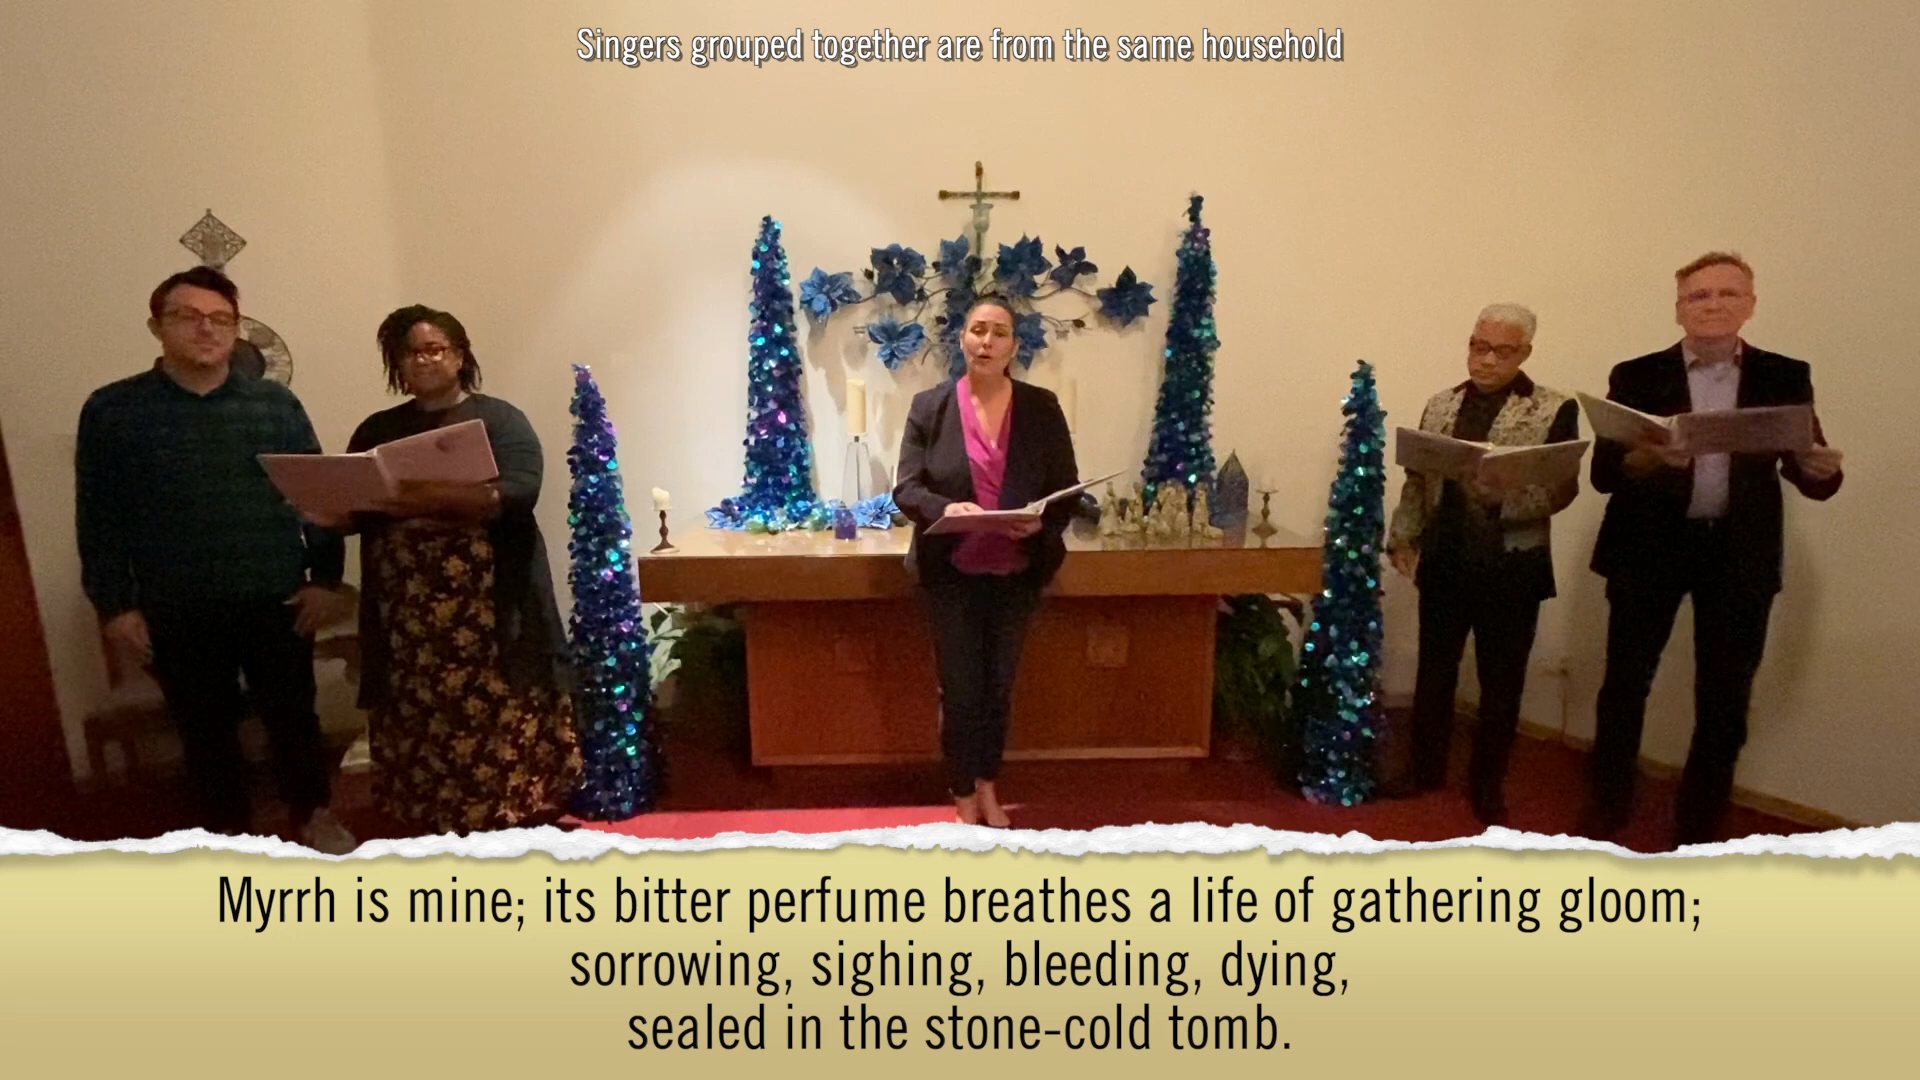 Singers grouped together are from the same household
Myrrh is mine; its bitter perfume breathes a life of gathering gloom;
sorrowing, sighing, bleeding, dying,
sealed in the stone-cold tomb.